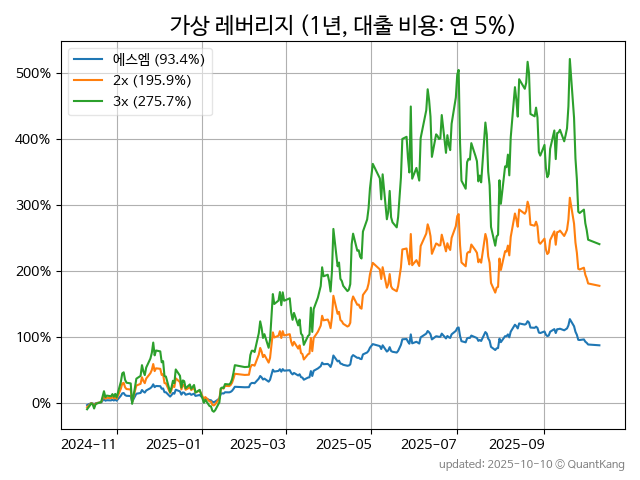 가상 레버리지 (1년, 대출 비용: 연 5%)
에스엠 (93.4%)
2x (195.9%)
3x (275.7%)
500%
400%
300%
200%
100%
0%
2024-11 2025-01 2025-03 2025-05 2025-07 2025-09
updated: 2025-10-10 © QuantKang